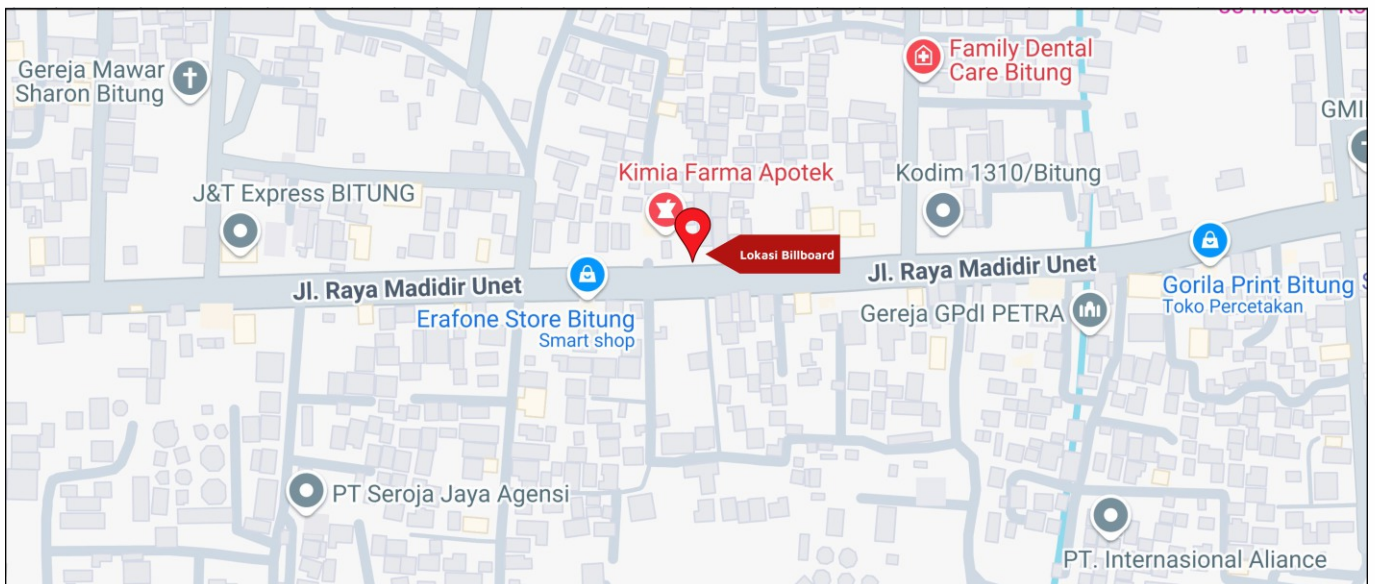 Family Dental
Care Bitung
Gereja Mawar
Sharon Bitung
GMI
Kimia Farma Apotek
Kodim 1310/Bitung
J&T Express BITUNG
Lokasi Billboard
Jl. Raya Madidir Unet
Jl. Raya Madidir Unet
Gorila Print Bitung
Toko Percetakan
Erafone Store Bitung
Smart shop
Gereja GPdI PETRA
PT Seroja Jaya Agensi
PT. Internasional Aliance